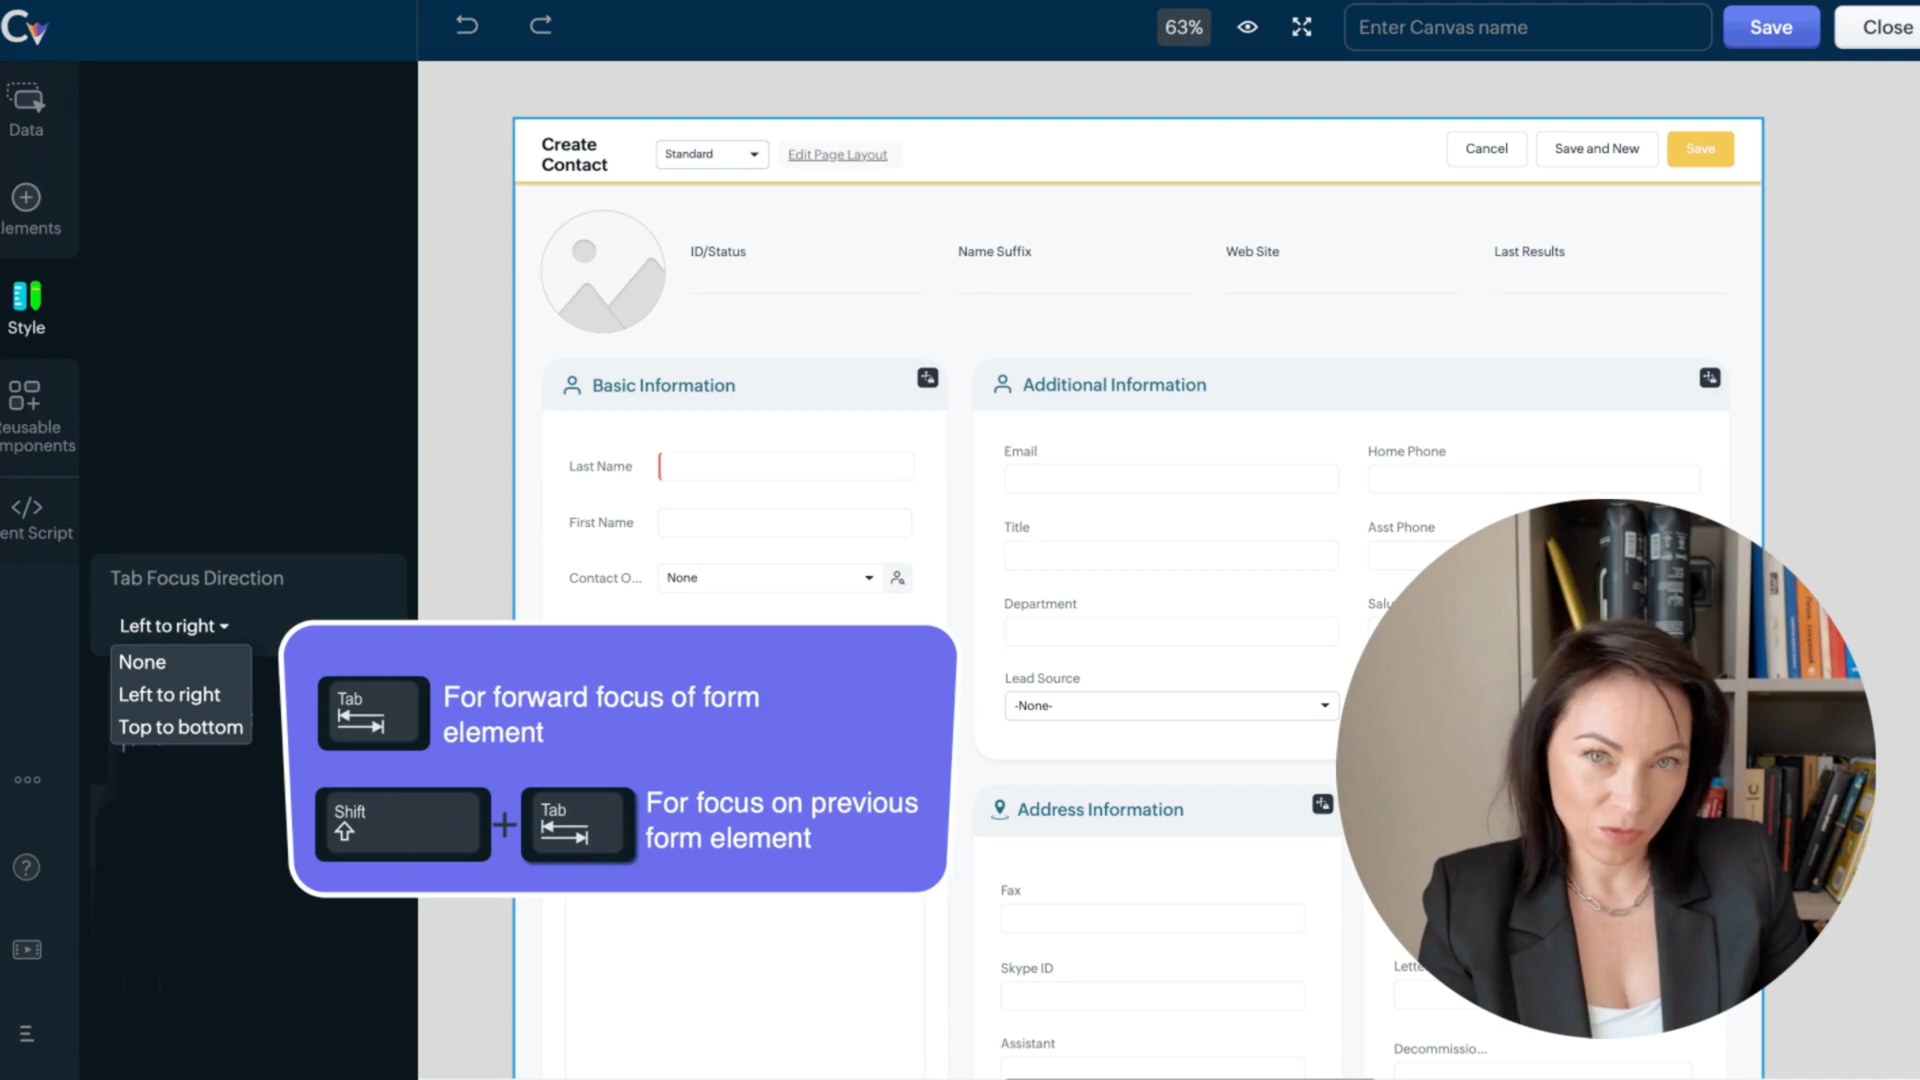 Cv
63%
Enter Canvas name
Save
Close
Data
lements
Style
eusable
mponents
ent Script
Tab Focus Direction
Left to right
None
Left to right
Top to bottom
Create
Contact
Standard
Edit Page Layout
Cancel
Save and New
Save
ID/Status
Name Suffix
Web Site
Last Results
Basic Information
Last Name
First Name
Contact O...
None
Additional Information
Email
Home Phone
Title
Asst Phone
Department
Salu
Lead Source
-None-
Tab
For forward focus of form
element
Shift
+
Tab
For focus on previous
form element
Address Information
Fax
Skype ID
Assistant
Lette
Decommissio...